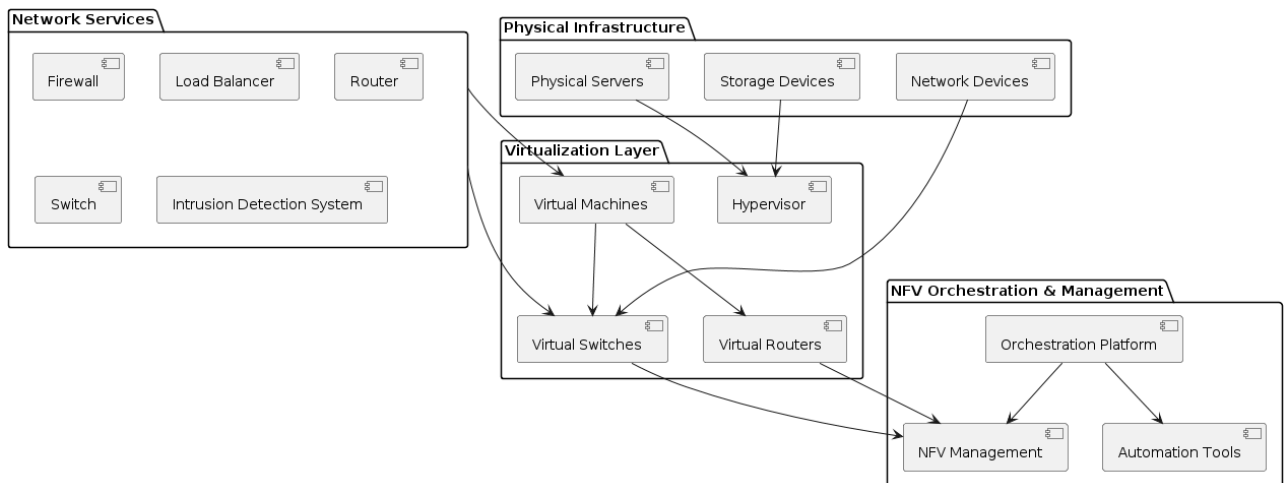 Network Services
Firewall
Load Balancer
Router
Switch
Intrusion Detection System
Physical Infrastructure
Physical Servers
Storage Devices
Network Devices
Virtualization Layer
Virtual Machines
Hypervisor
Virtual Switches
Virtual Routers
NFV Orchestration & Management
Orchestration Platform
NFV Management
Automation Tools